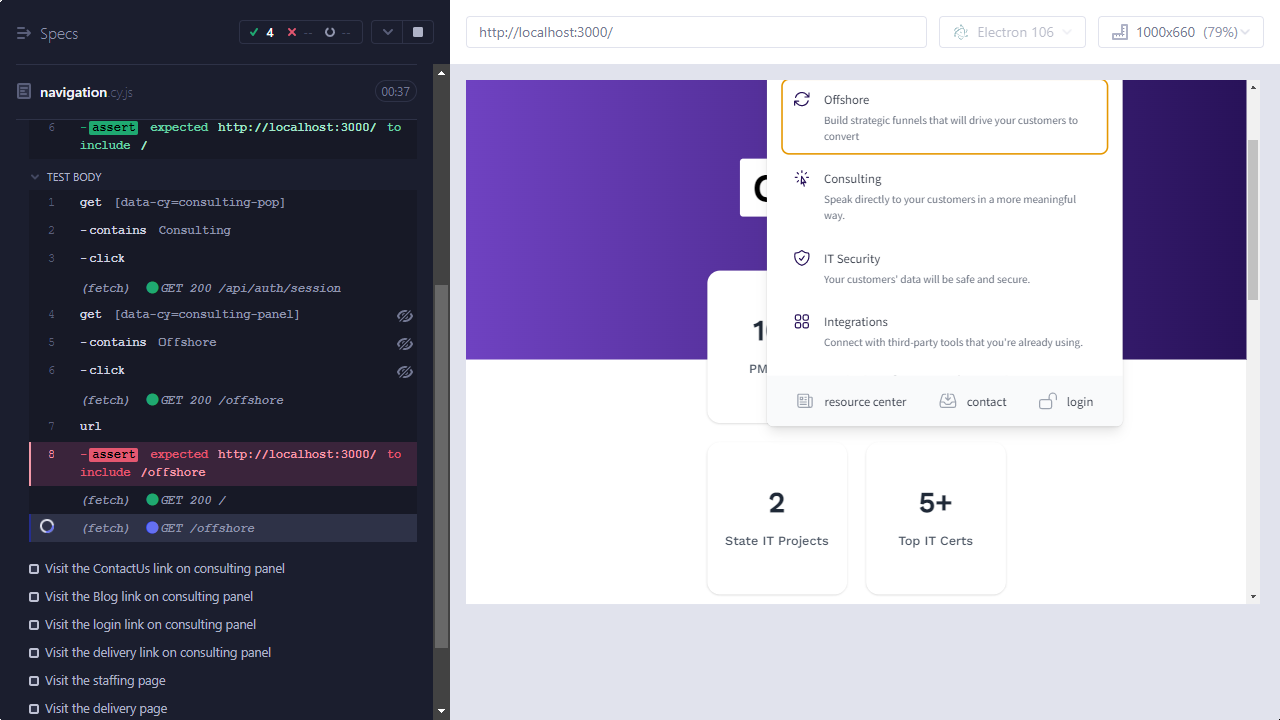 Specs
4
--
--
navigation.cy.js
00:37
6 -assert expected http://localhost:3000/ to
include /
TEST BODY
1 get [data-cy=consulting-pop]
2 -contains Consulting
3 -click
(fetch) GET 200 /api/auth/session
4 get [data-cy=consulting-panel]
5 -contains Offshore
6 -click
(fetch) GET 200 /offshore
7 url
8 -assert expected http://localhost:3000/ to
include /offshore
(fetch) GET 200 /
(fetch) GET /offshore
Visit the ContactUs link on consulting panel
Visit the Blog link on consulting panel
Visit the login link on consulting panel
Visit the delivery link on consulting panel
Visit the staffing page
Visit the delivery page
http://localhost:3000/
Electron 106
1000x660 (79%)
Offshore
Build strategic funnels that will drive your customers to
convert
Consulting
Speak directly to your customers in a more meaningful
way.
IT Security
Your customers' data will be safe and secure.
Integrations
Connect with third-party tools that you're already using.
PM
resource center
contact
login
2
State IT Projects
5+
Top IT Certs